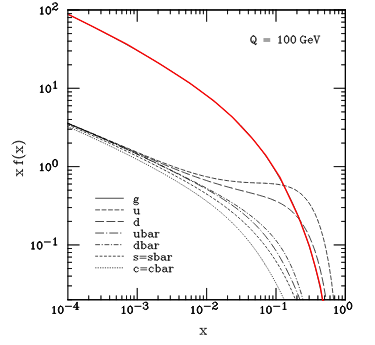 10²
Q = 100 GeV
10¹
x f(x)
10⁰
g
u
d
ubar
dbar
s=sbar
c=cbar
10⁻¹
10⁻⁴ 10⁻³ 10⁻² 10⁻¹ 10⁰
x